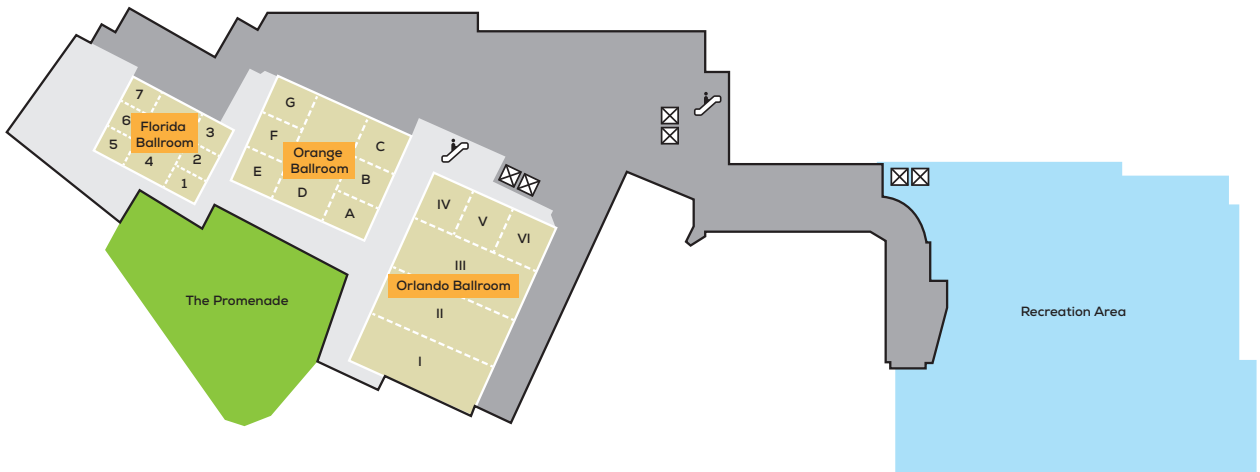 7
6
5
Florida
Ballroom
4
3
2
1
G
F
E
Orange
Ballroom
D
C
B
A
IV
V
VI
III
Orlando Ballroom
II
I
The Promenade
Recreation Area